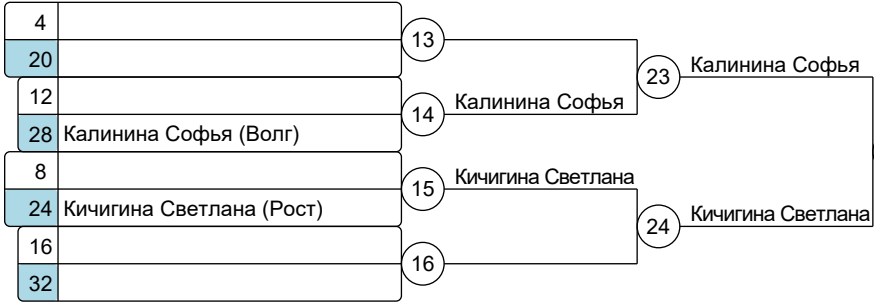 4
13
20
23 Калинина Софья
12
14 Калинина Софья
28 Калинина Софья (Волг)
8
15 Кичигина Светлана
24 Кичигина Светлана (Рост)
24 Кичигина Светлана
16
16
32